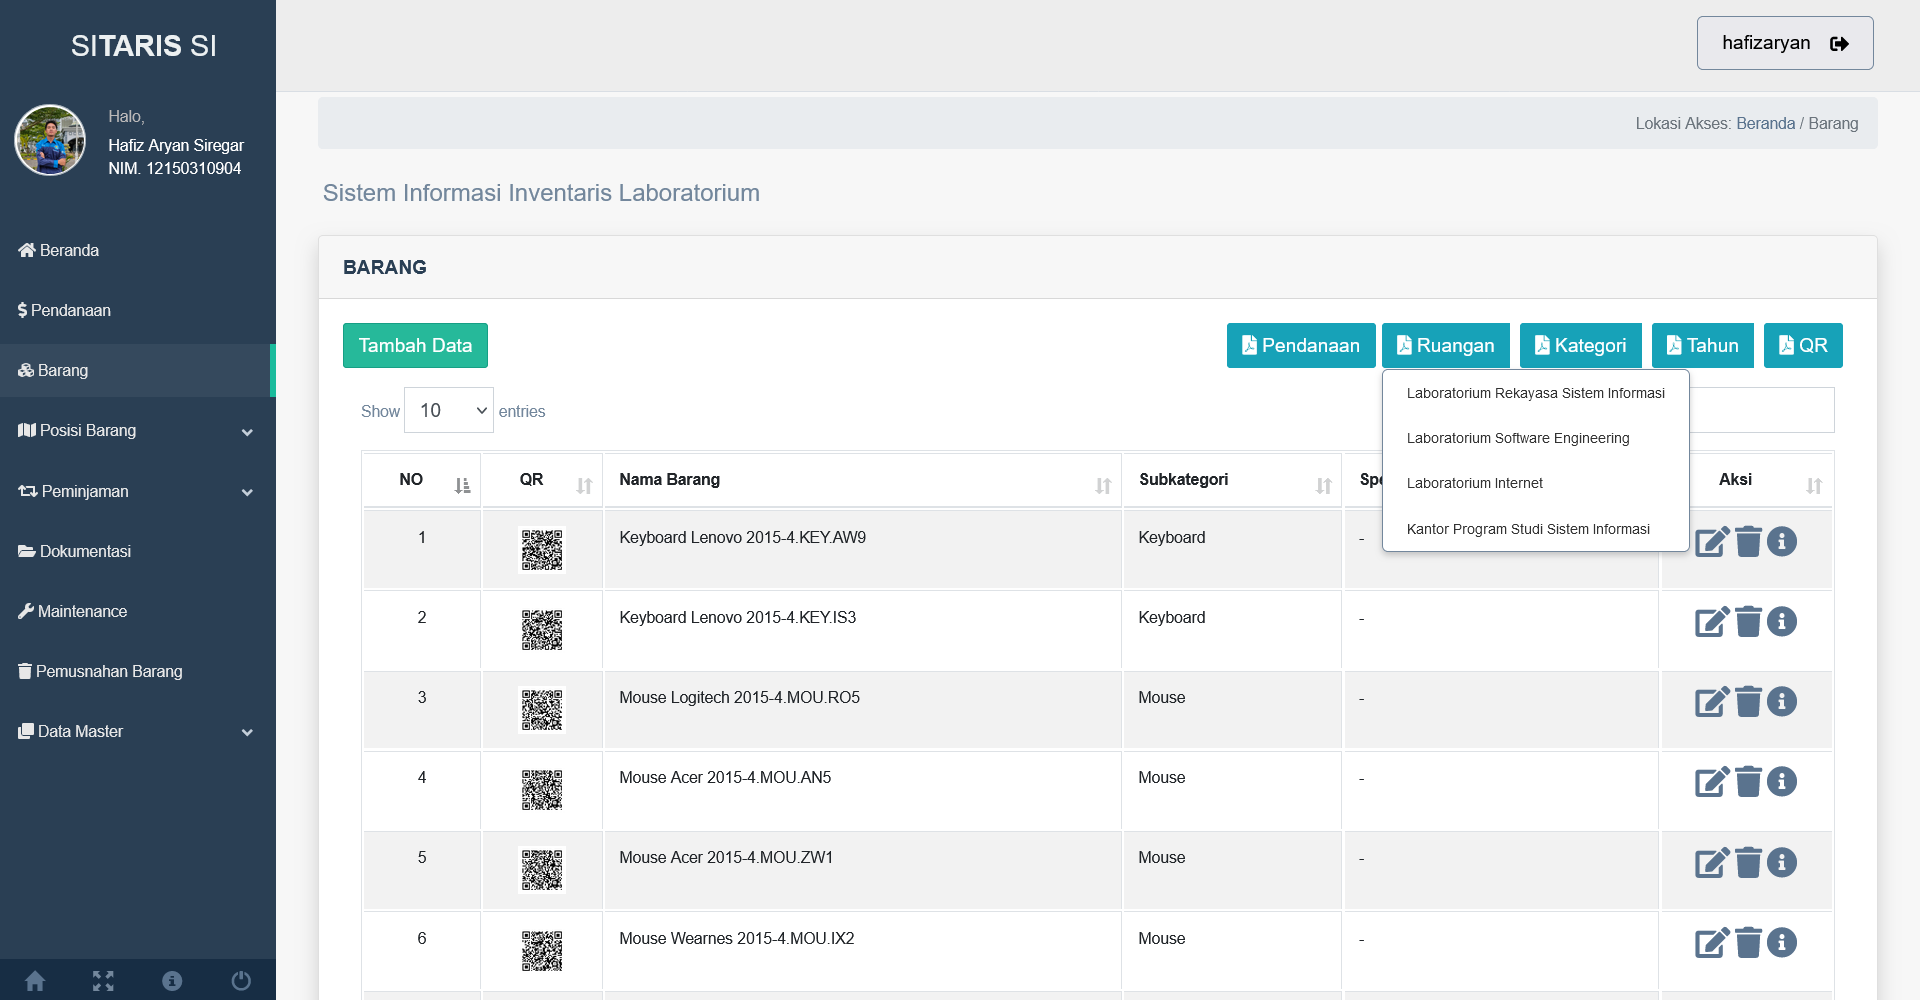 SITARIS SI
hafizaryan
Halo,
Hafiz Aryan Siregar
NIM. 12150310904
Lokasi Akses: Beranda / Barang
Sistem Informasi Inventaris Laboratorium
Beranda
Pendanaan
Barang
Posisi Barang
Peminjaman
Dokumentasi
Maintenance
Pemusnahan Barang
Data Master
BARANG
Tambah Data
Pendanaan Ruangan Kategori Tahun QR
Laboratorium Rekayasa Sistem Informasi
Laboratorium Software Engineering
Laboratorium Internet
Kantor Program Studi Sistem Informasi
Show 10 entries
NO QR Nama Barang Subkategori Aksi
1 Keyboard Lenovo 2015-4.KEY.AW9 Keyboard -
2 Keyboard Lenovo 2015-4.KEY.IS3 Keyboard -
3 Mouse Logitech 2015-4.MOU.RO5 Mouse -
4 Mouse Acer 2015-4.MOU.AN5 Mouse -
5 Mouse Acer 2015-4.MOU.ZW1 Mouse -
6 Mouse Wearnes 2015-4.MOU.IX2 Mouse -